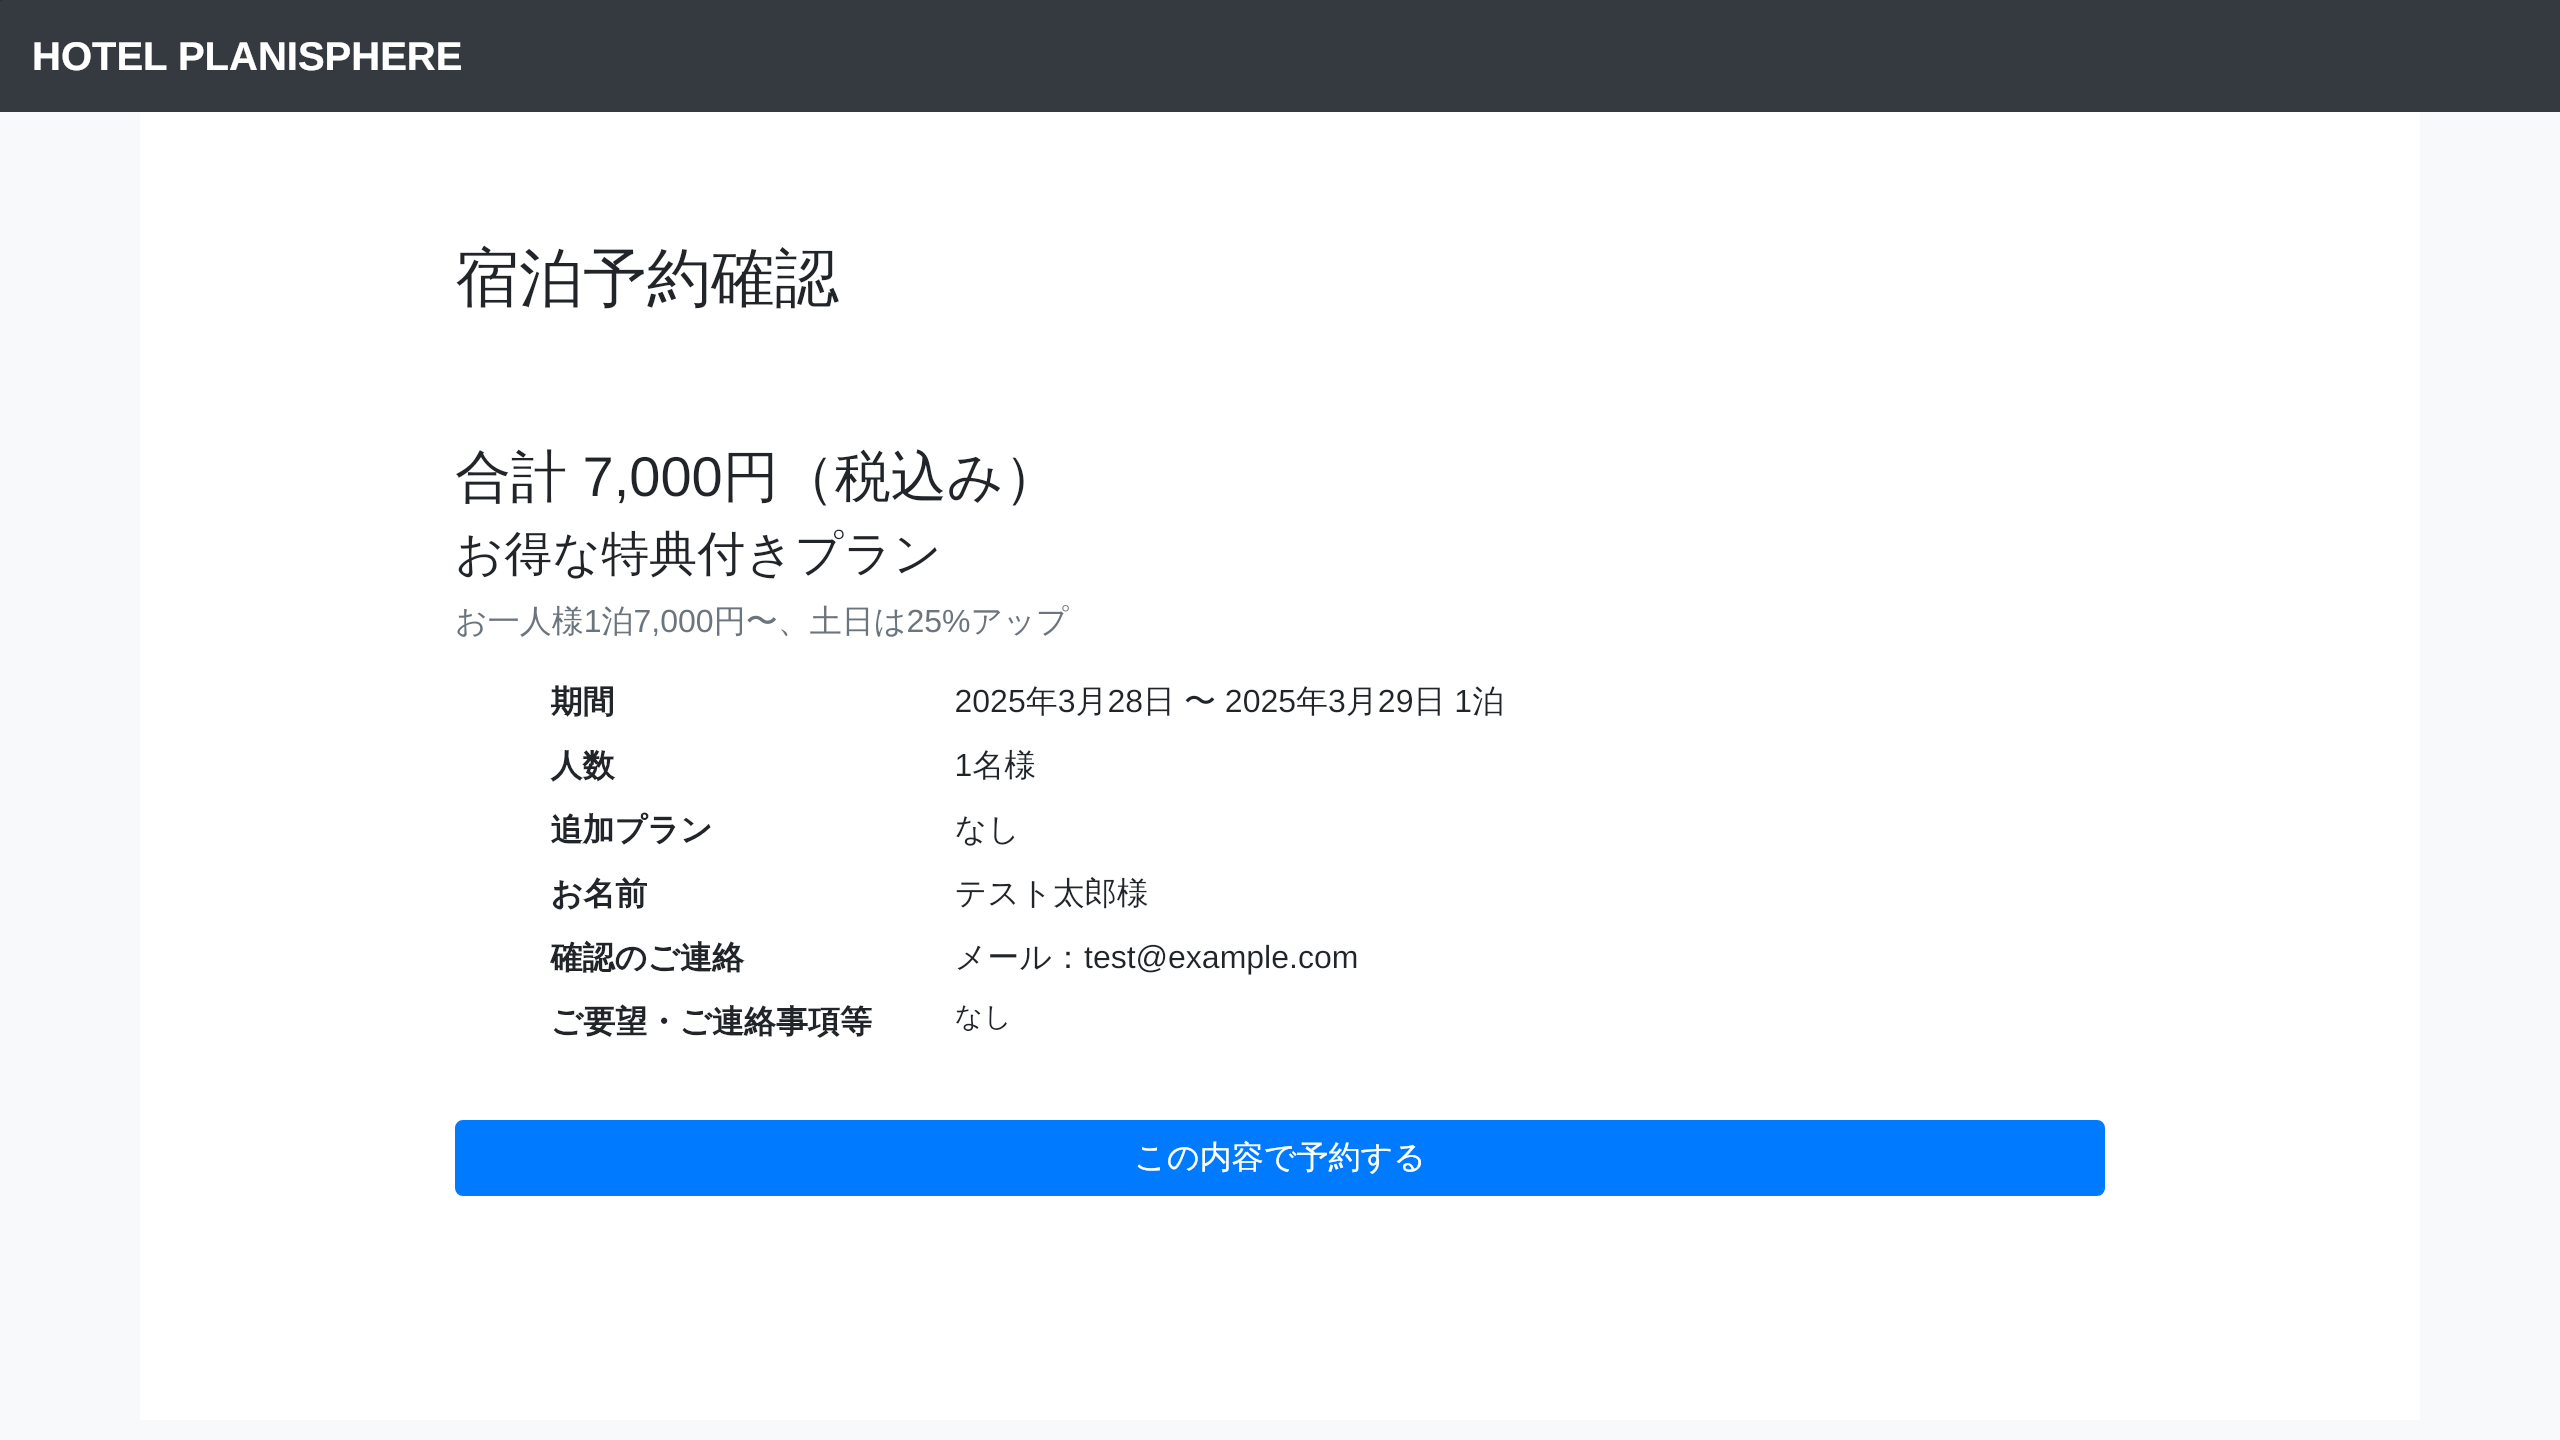 HOTEL PLANISPHERE
宿泊予約確認
合計 7,000円（税込み）
お得な特典付きプラン
お一人様1泊7,000円〜、土日は25%アップ
期間 2025年3月28日 〜 2025年3月29日 1泊
人数 1名様
追加プラン なし
お名前 テスト太郎様
確認のご連絡 メール：test@example.com
ご要望・ご連絡事項等 なし
この内容で予約する